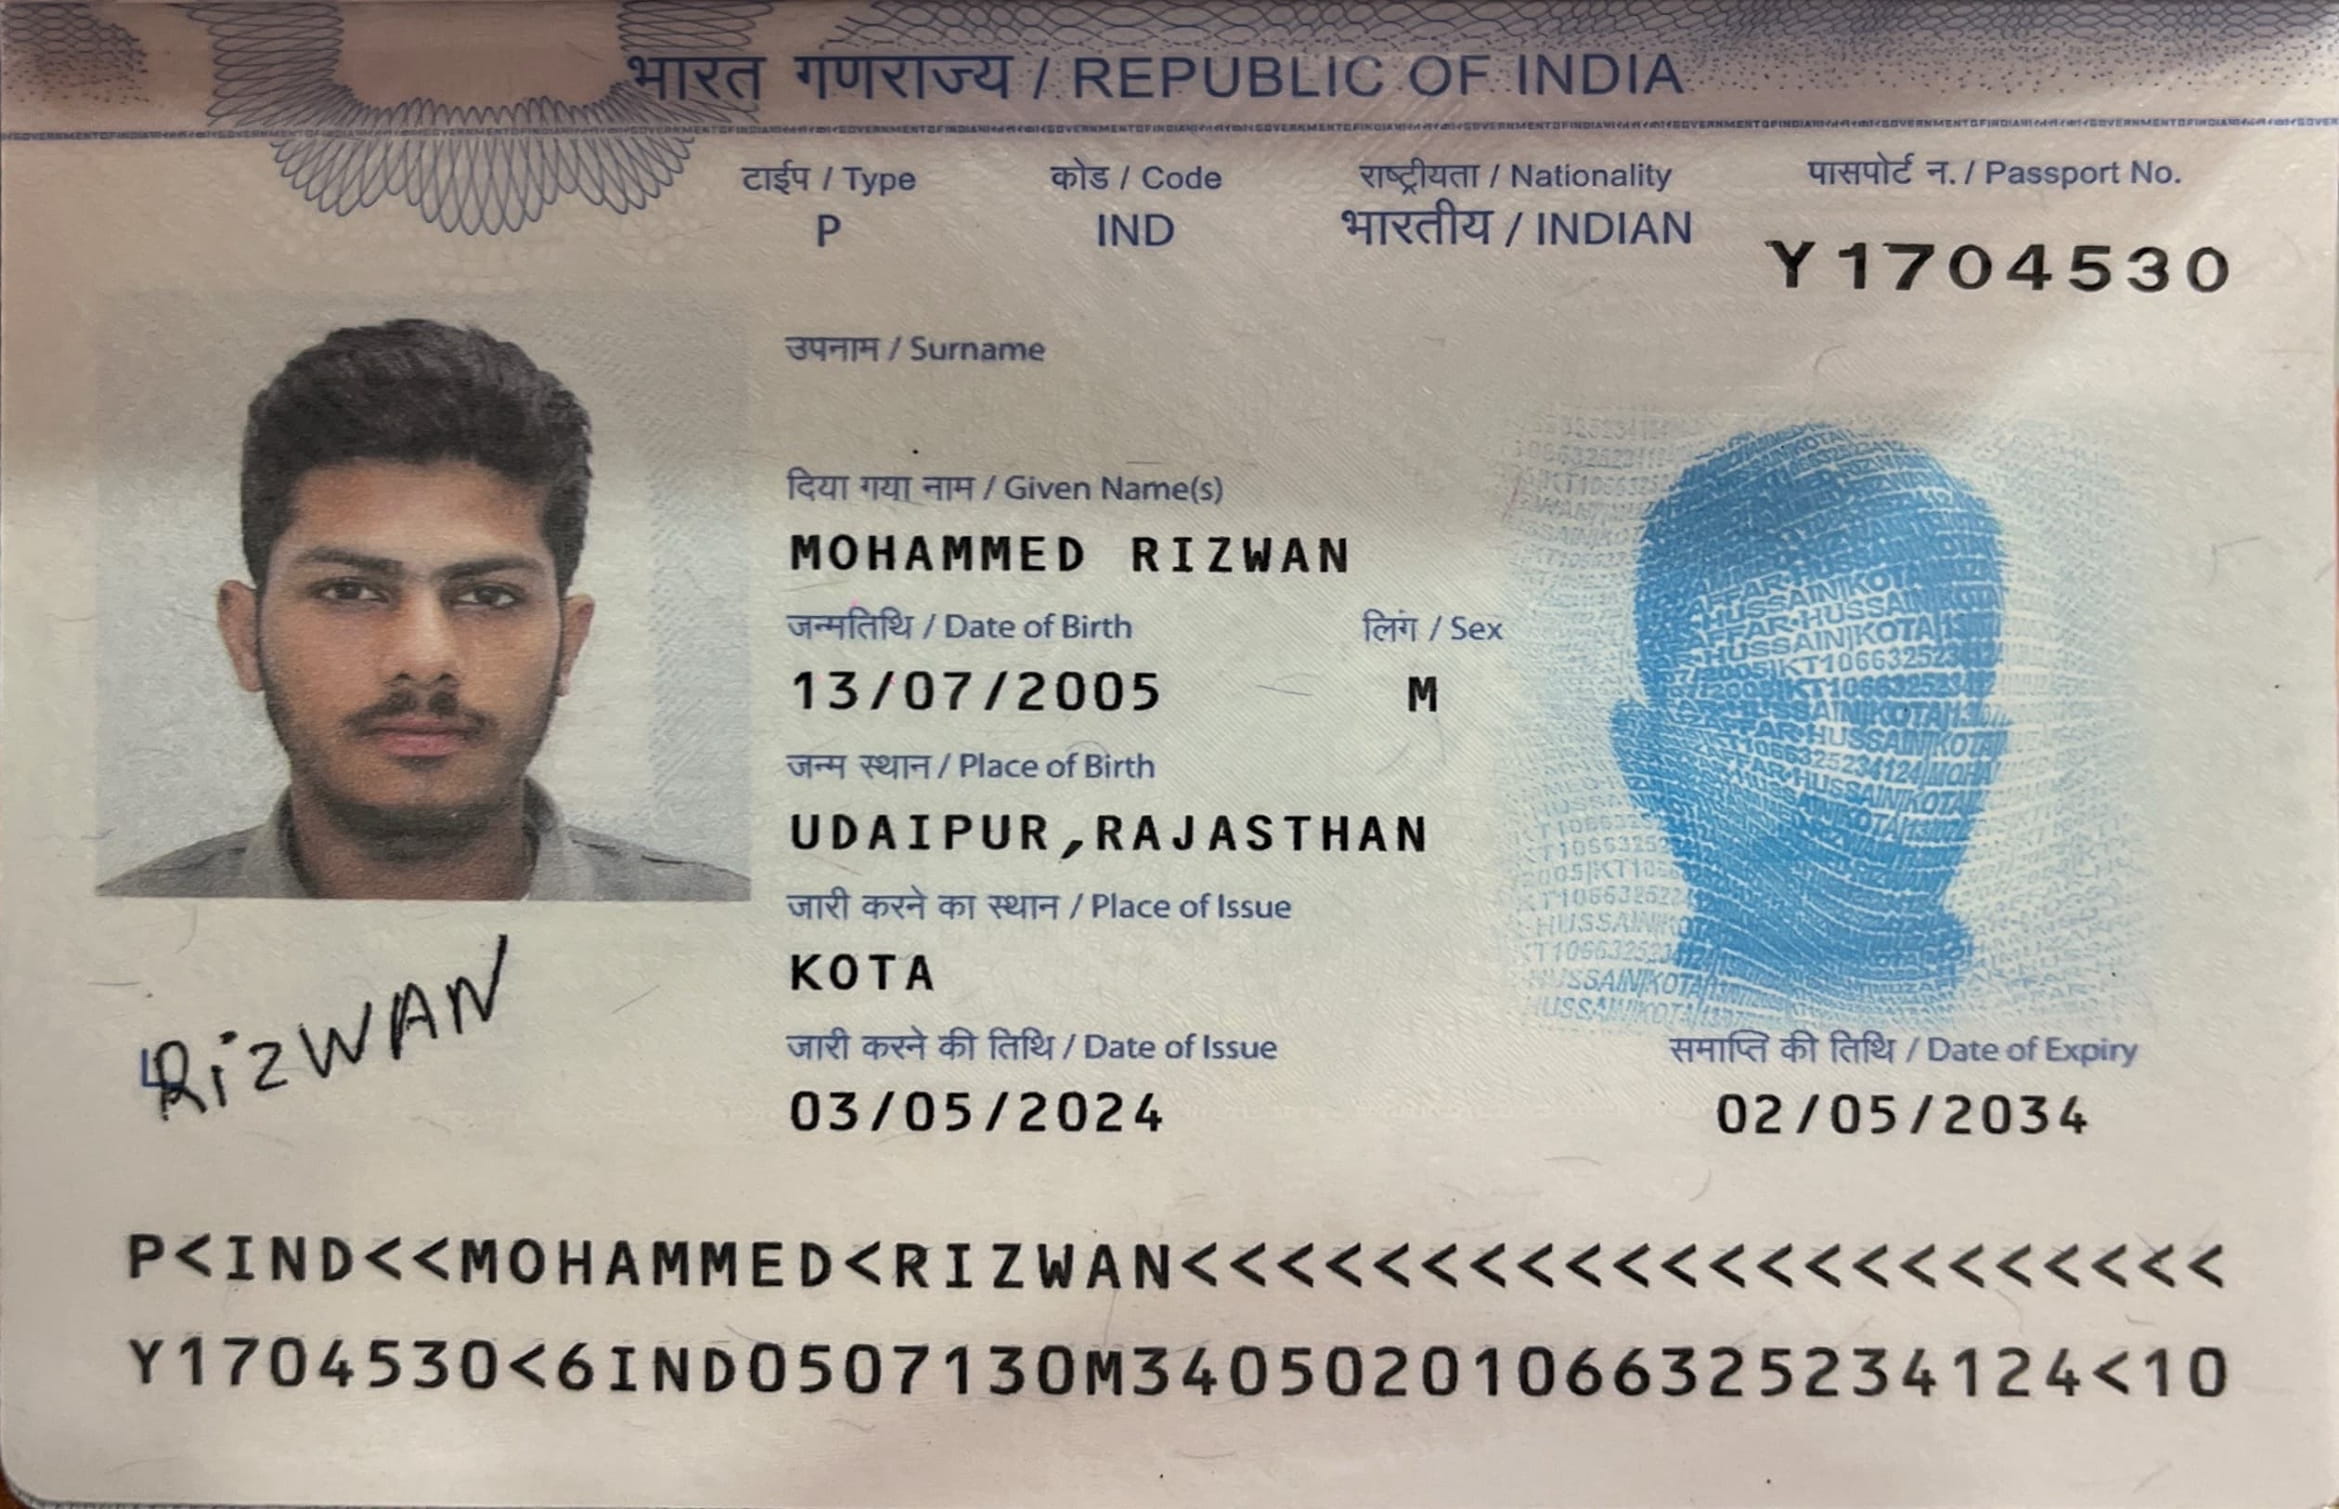 भारत गणराज्य / REPUBLIC OF INDIA
टाईप / Type
P
कोड / Code
IND
राष्ट्रीयता / Nationality
भारतीय / INDIAN
पासपोर्ट न. / Passport No.
Y1704530
उपनाम / Surname
दिया गया नाम / Given Name(s)
MOHAMMED RIZWAN
जन्मतिथि / Date of Birth
13/07/2005
लिंग / Sex
M
जन्म स्थान / Place of Birth
UDAIPUR,RAJASTHAN
जारी करने का स्थान / Place of Issue
KOTA
जारी करने की तिथि / Date of Issue
03/05/2024
समाप्ति की तिथि / Date of Expiry
02/05/2034
RizWAN
P<IND<<MOHAMMED<RIZWAN<<<<<<<<<<<<<<<<<<<<<<
Y1704530<6IND0507130M34050201066325234124<10